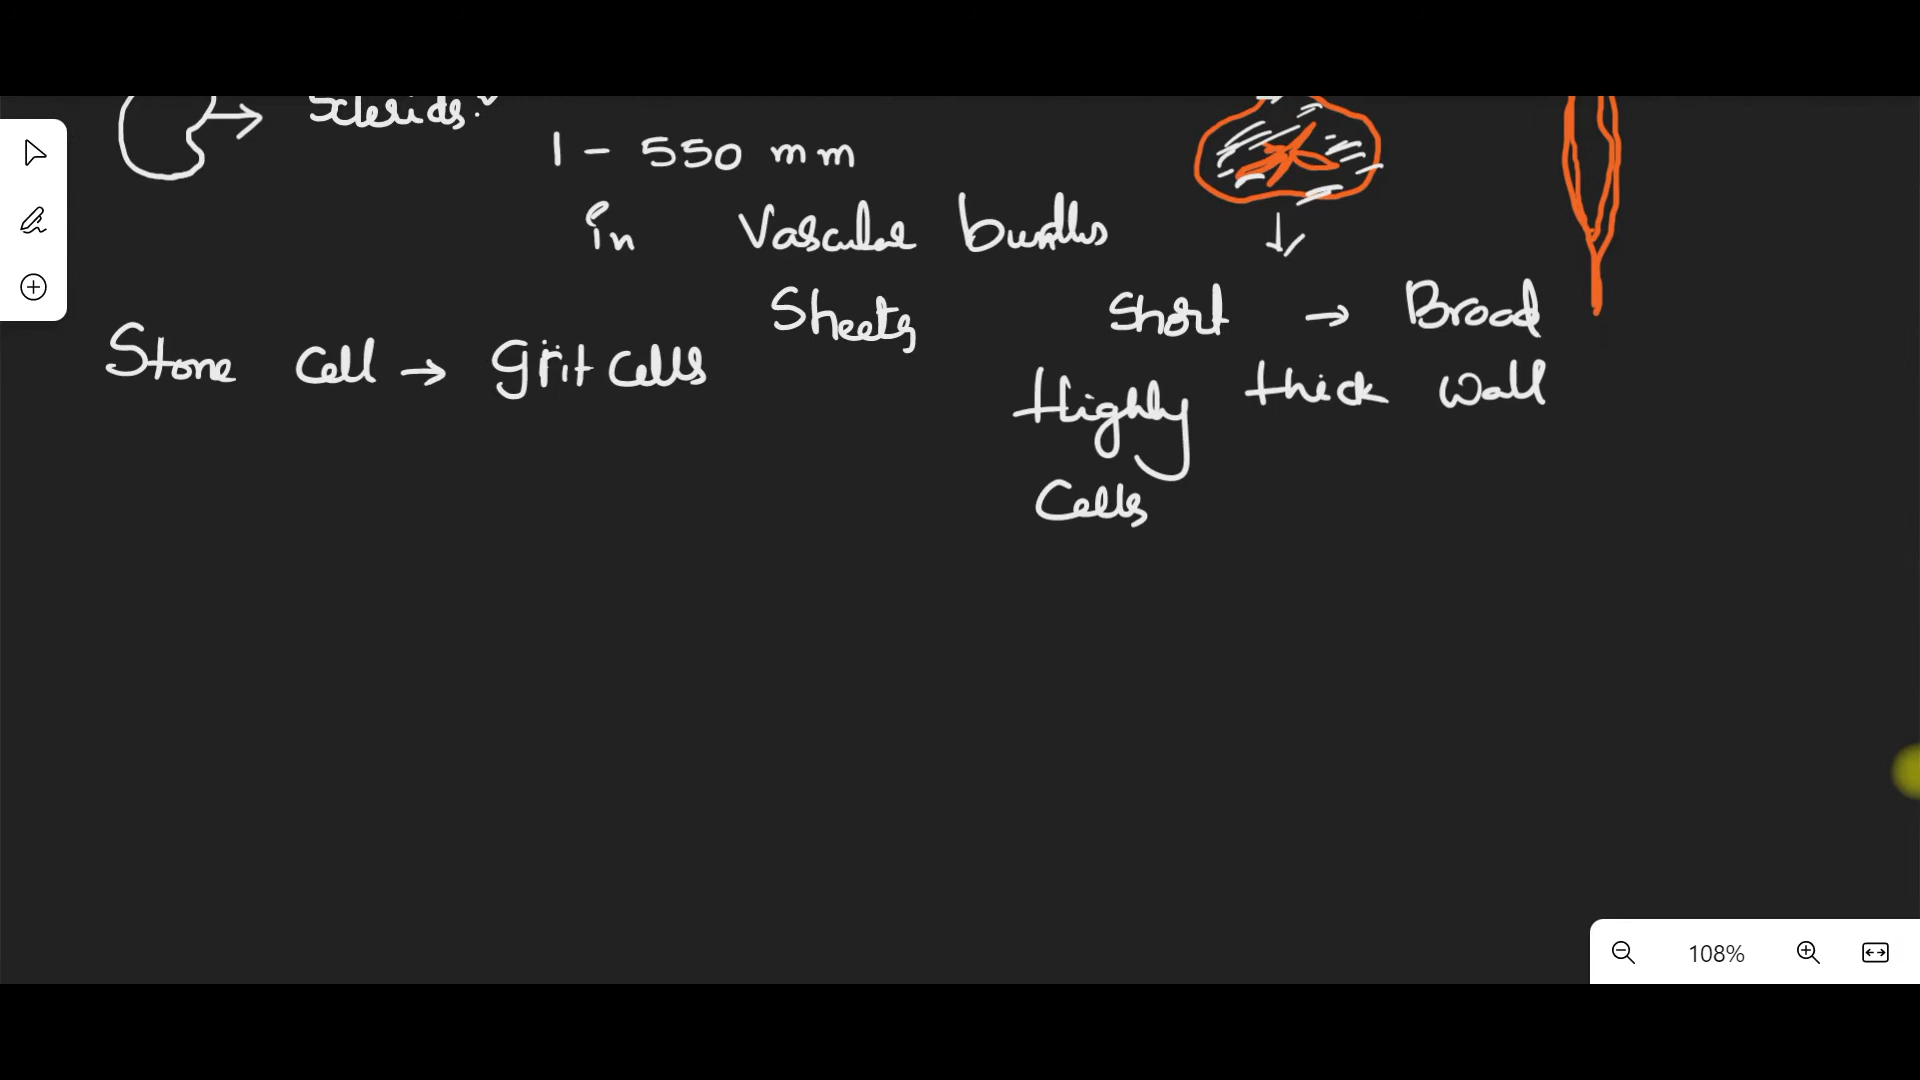 Sclerids.
1 - 550 mm
in Vascular bundles
Sheets
Stone Cell → Grit Cells
Short → Broad
Highly thick wall
Cells
108%